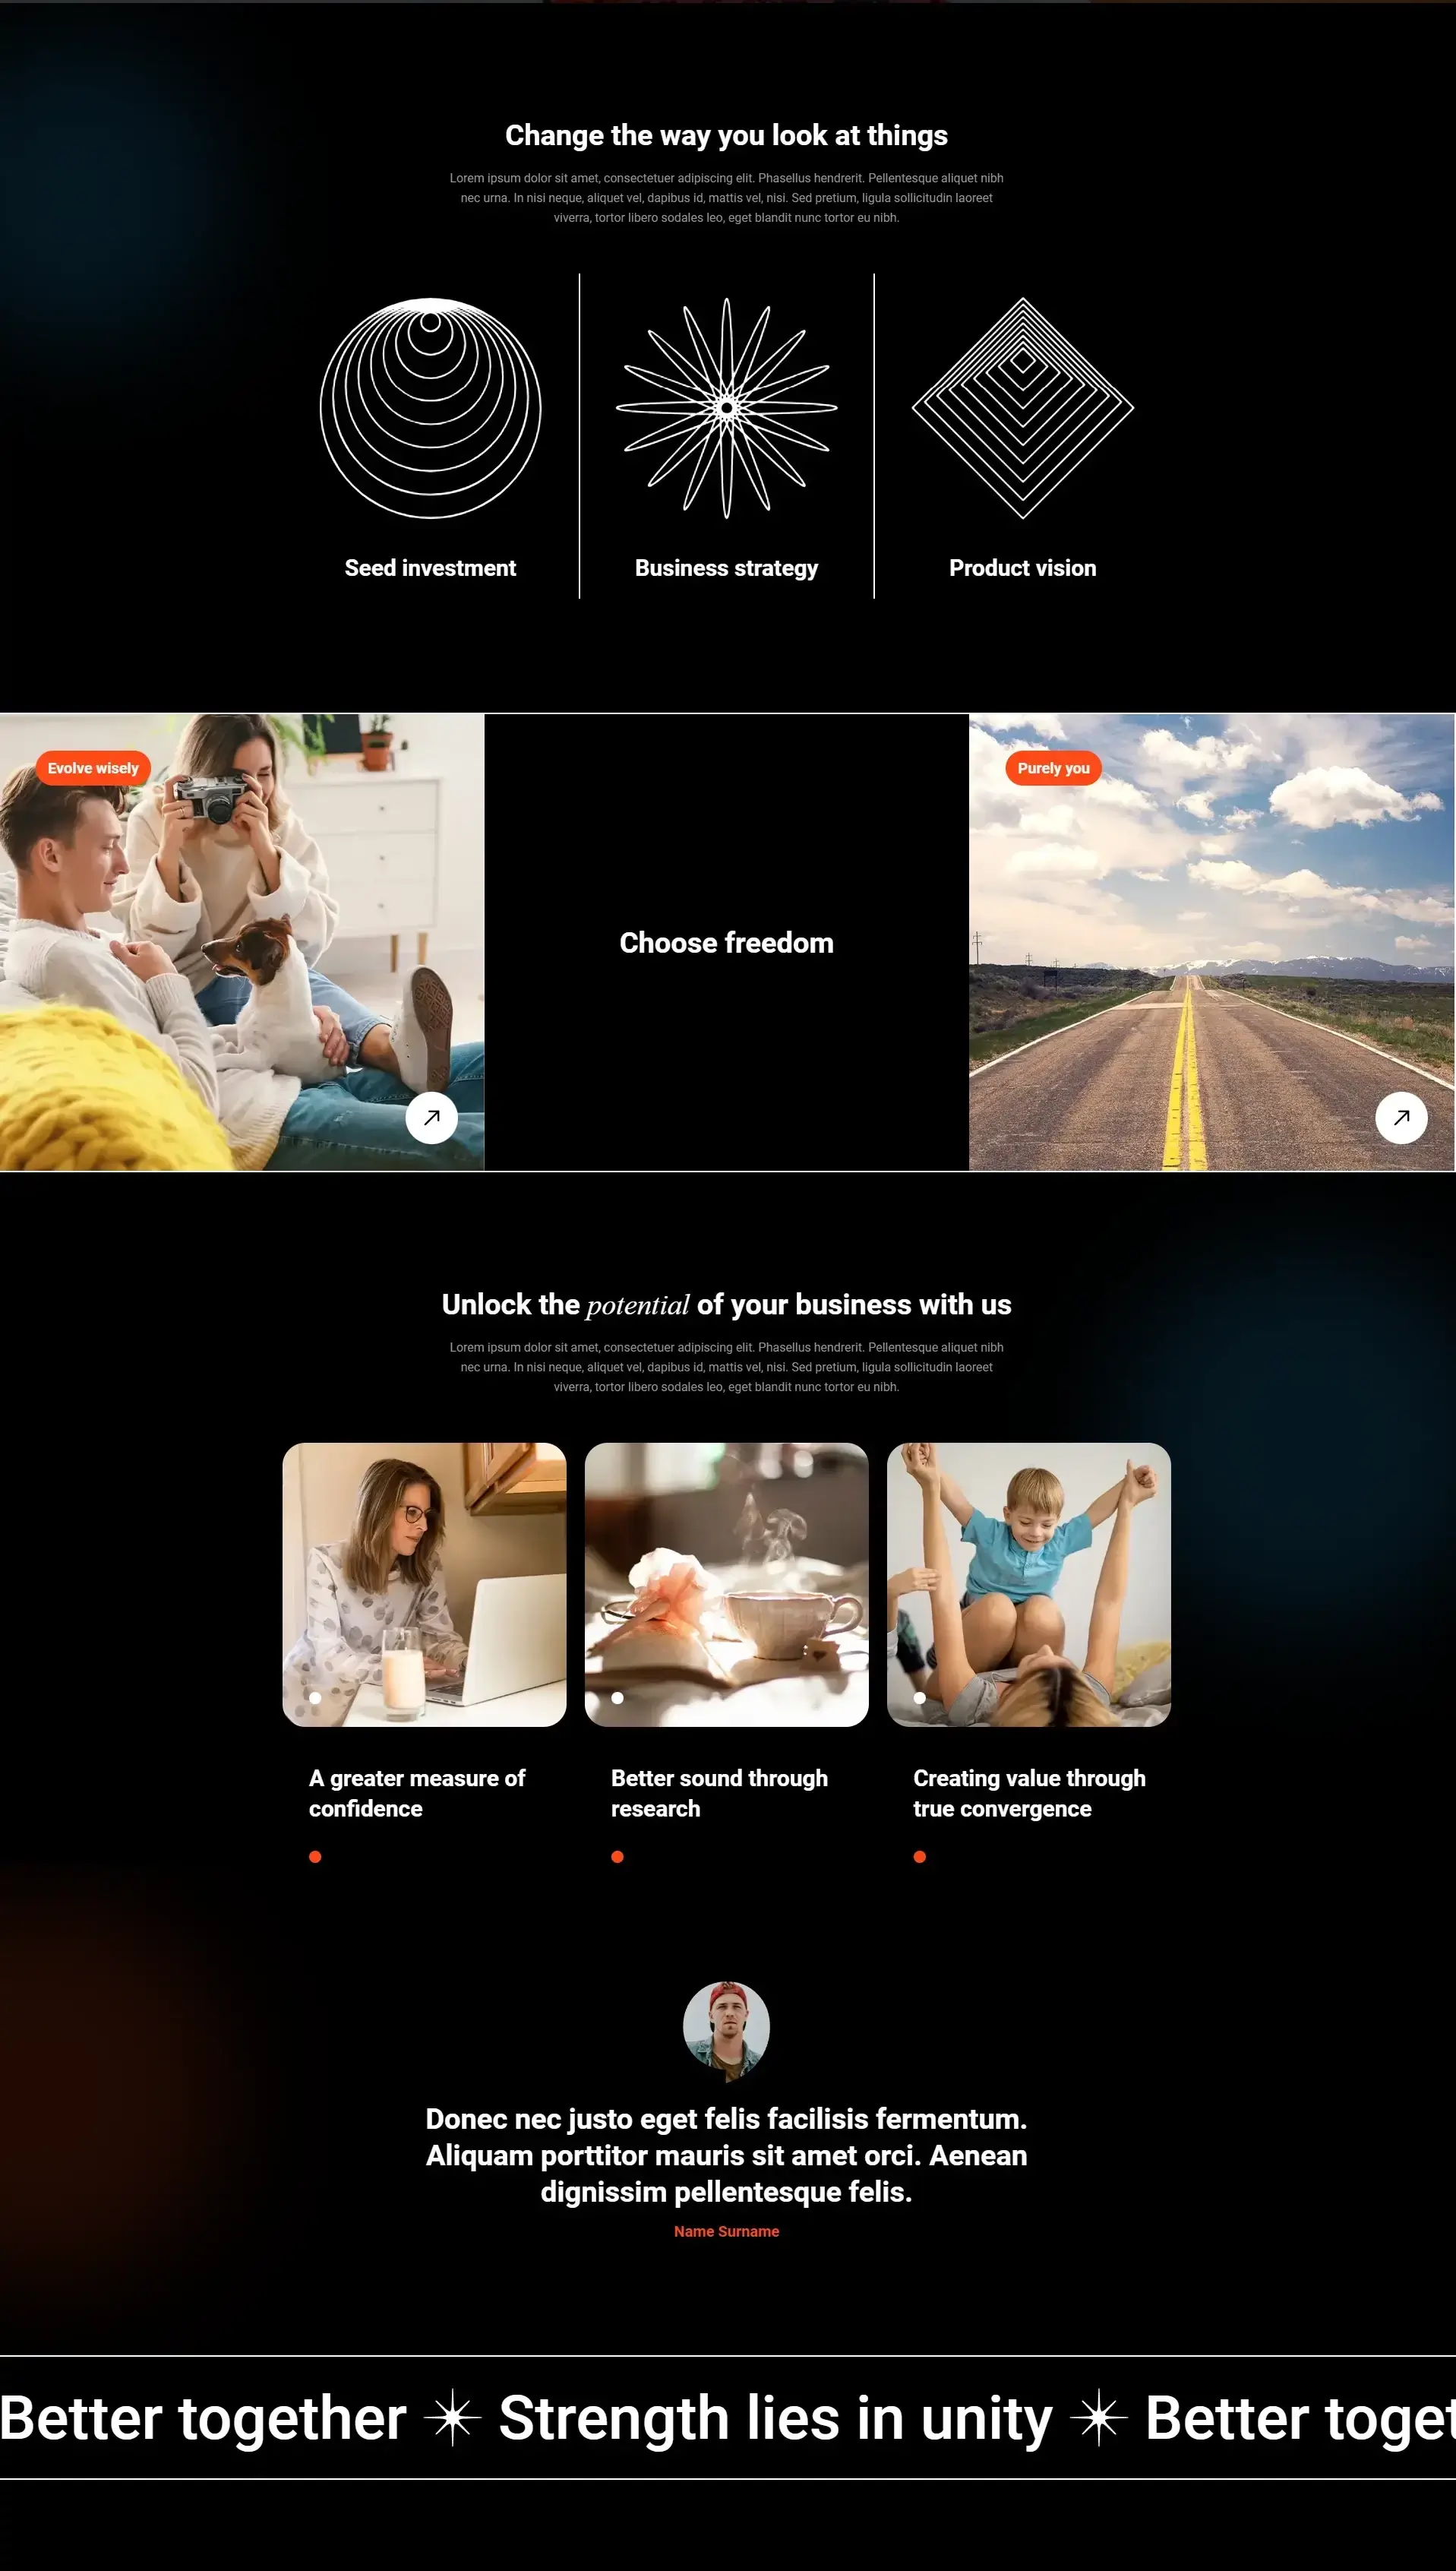 Change the way you look at things
Lorem ipsum dolor sit amet, consectetuer adipiscing elit. Phasellus hendrerit. Pellentesque aliquet nibh
nec urna. In nisi neque, aliquet vel, dapibus id, mattis vel, nisi. Sed pretium, ligula sollicitudin laoreet
viverra, tortor libero sodales leo, eget blandit nunc tortor eu nibh.
Seed investment
Business strategy
Product vision
Evolve wisely
Choose freedom
Purely you
Unlock the potential of your business with us
Lorem ipsum dolor sit amet, consectetuer adipiscing elit. Phasellus hendrerit. Pellentesque aliquet nibh
nec urna. In nisi neque, aliquet vel, dapibus id, mattis vel, nisi. Sed pretium, ligula sollicitudin laoreet
viverra, tortor libero sodales leo, eget blandit nunc tortor eu nibh.
A greater measure of
confidence
Better sound through
research
Creating value through
true convergence
Donec nec justo eget felis facilisis fermentum.
Aliquam porttitor mauris sit amet orci. Aenean
dignissim pellentesque felis.
Name Surname
Better together Strength lies in unity Better toget